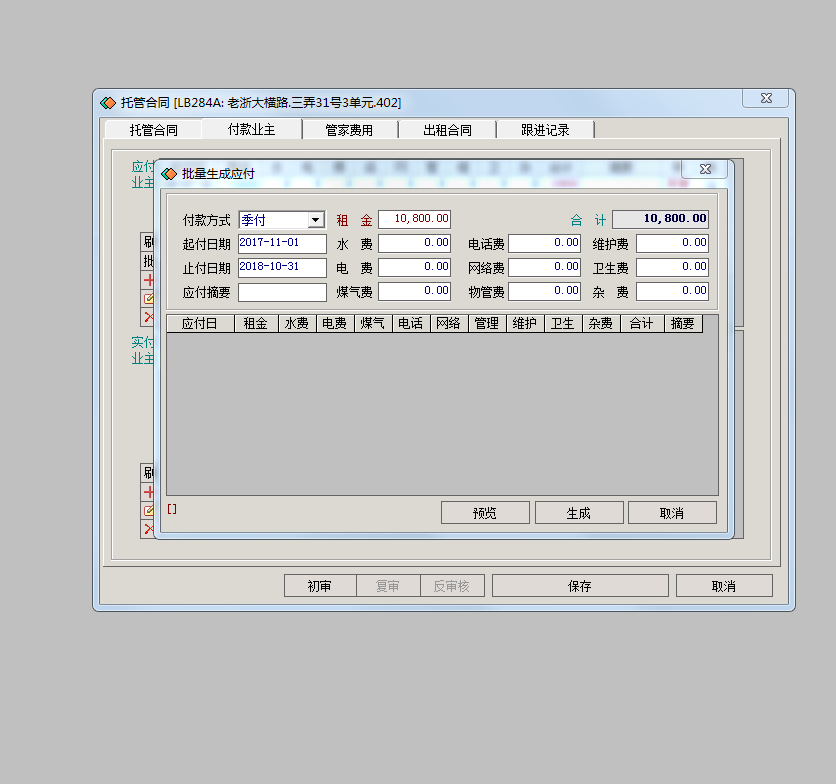 托管合同 [LB284A: 老浙大横路.三弄31号3单元.402]
托管合同 付款业主 管家费用 出租合同 跟进记录
应付
业主
批量生成应付
付款方式 季付 租 金 10,800.00 合 计 10,800.00
起付日期 2017-11-01 水 费 0.00 电话费 0.00 维护费 0.00
止付日期 2018-10-31 电 费 0.00 网络费 0.00 卫生费 0.00
应付摘要 煤气费 0.00 物管费 0.00 杂 费 0.00
应付日 租金 水费 电费 煤气 电话 网络 管理 维护 卫生 杂费 合计 摘要
刷
批
实付
业主
刷
[] 预览 生成 取消
初审 复审 反审核 保存 取消